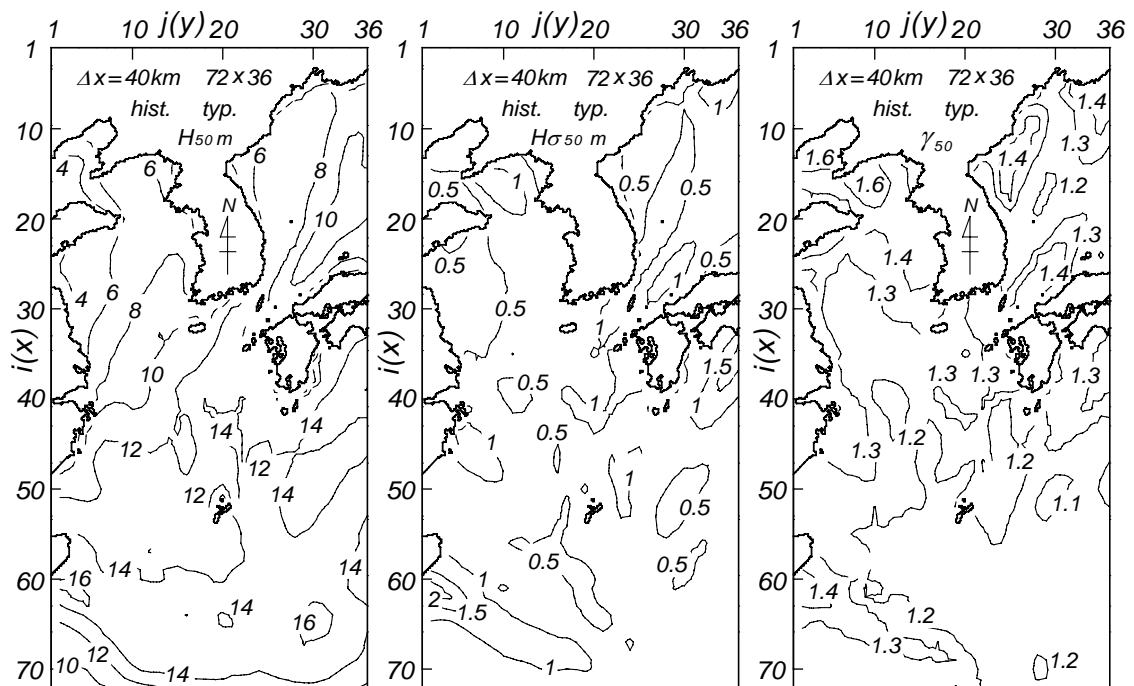 1 10 j(y) 20 30 36
1
Δx=40km 72x36
hist. typ.
H50 m
10
4 6 6 8
20
N
10
4 6 8
30
i(x)
10
40
14 14
12 12
50
12 14
14 14
60
16
14
16
12
10 14
70
1 10 j(y) 20 30 36
Δx=40km 72x36
hist. typ.
Hσ50 m
1
0.5 1 0.5 0.5
0.5 0.5
1
0.5
1
i(x)
1.5
0.5
1 1
0.5
1
1
0.5
0.5 0.5
1
2 1.5
1
1 10 j(y) 20 30 36
Δx=40km 72x36
hist. typ.
γ50
1.4
1.3
1.6 1.4
1.6 1.2
N
1.3
1.4
1.4
1.3
i(x)
1.3 1.3 1.3
1.2
1.3 1.2
1.1
1.4
1.2
1.3
1.2